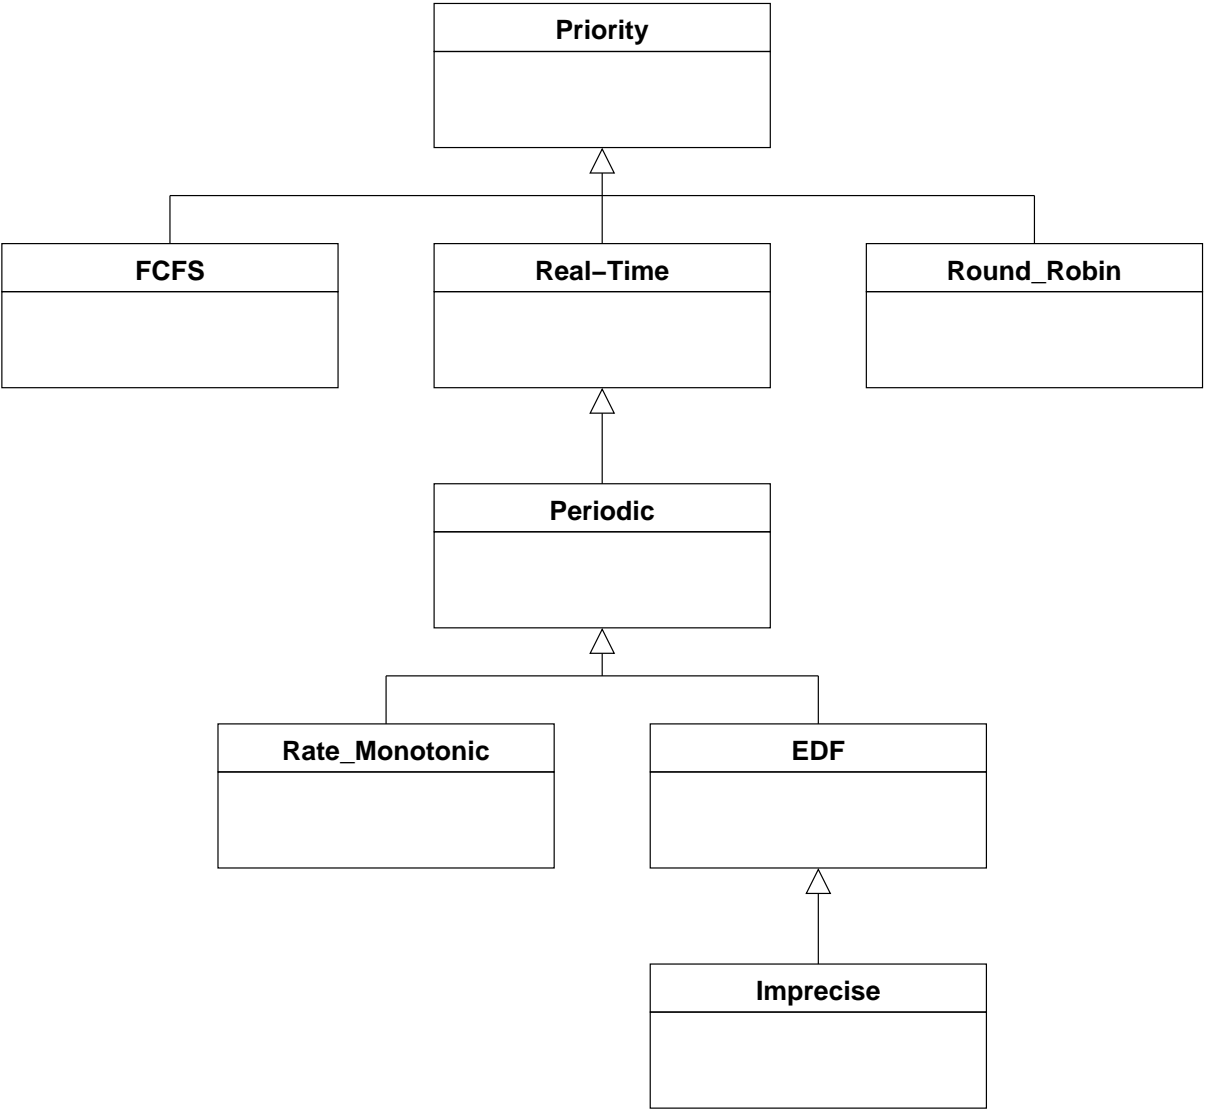 Priority
FCFS
Real–Time
Round_Robin
Periodic
Rate_Monotonic
EDF
Imprecise